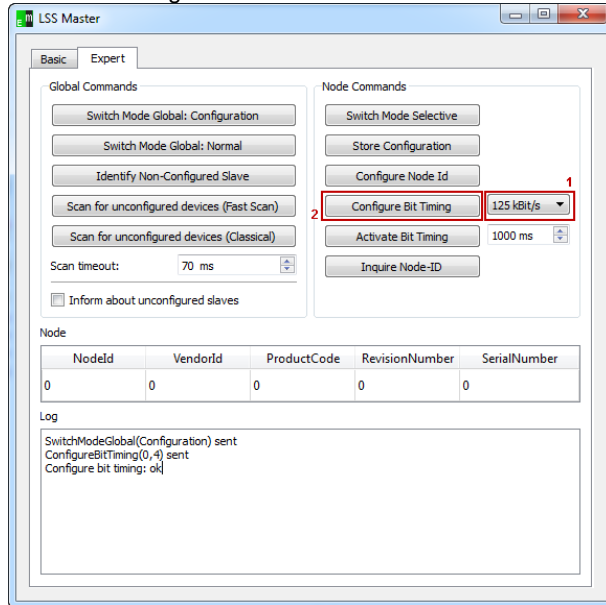 LSS Master
Basic Expert
Global Commands
Node Commands
Switch Mode Global: Configuration
Switch Mode Selective
Switch Mode Global: Normal
Store Configuration
Identify Non-Configured Slave
Configure Node Id
1
Scan for unconfigured devices (Fast Scan)
2
Configure Bit Timing
125 kBit/s
Scan for unconfigured devices (Classical)
Activate Bit Timing
1000 ms
Scan timeout:
70 ms
Inquire Node-ID
Inform about unconfigured slaves
Node
NodeId VendorId ProductCode RevisionNumber SerialNumber
0 0 0 0 0
Log
SwitchModeGlobal(Configuration) sent
ConfigureBitTiming(0,4) sent
Configure bit timing: ok